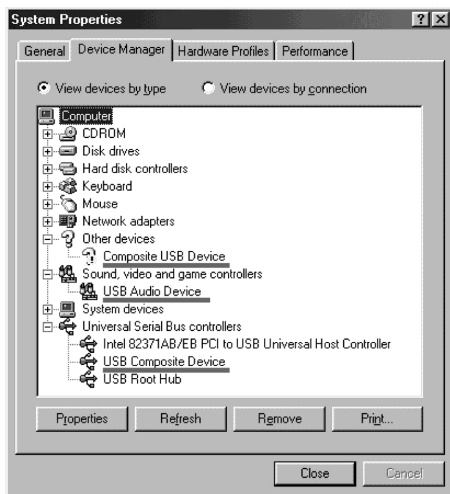 System Properties
General Device Manager Hardware Profiles Performance
View devices by type View devices by connection
Computer
CDROM
Disk drives
Hard disk controllers
Keyboard
Mouse
Network adapters
Other devices
Composite USB Device
Sound, video and game controllers
USB Audio Device
System devices
Universal Serial Bus controllers
Intel 82371AB/EB PCI to USB Universal Host Controller
USB Composite Device
USB Root Hub
Properties Refresh Remove Print...
Close Cancel